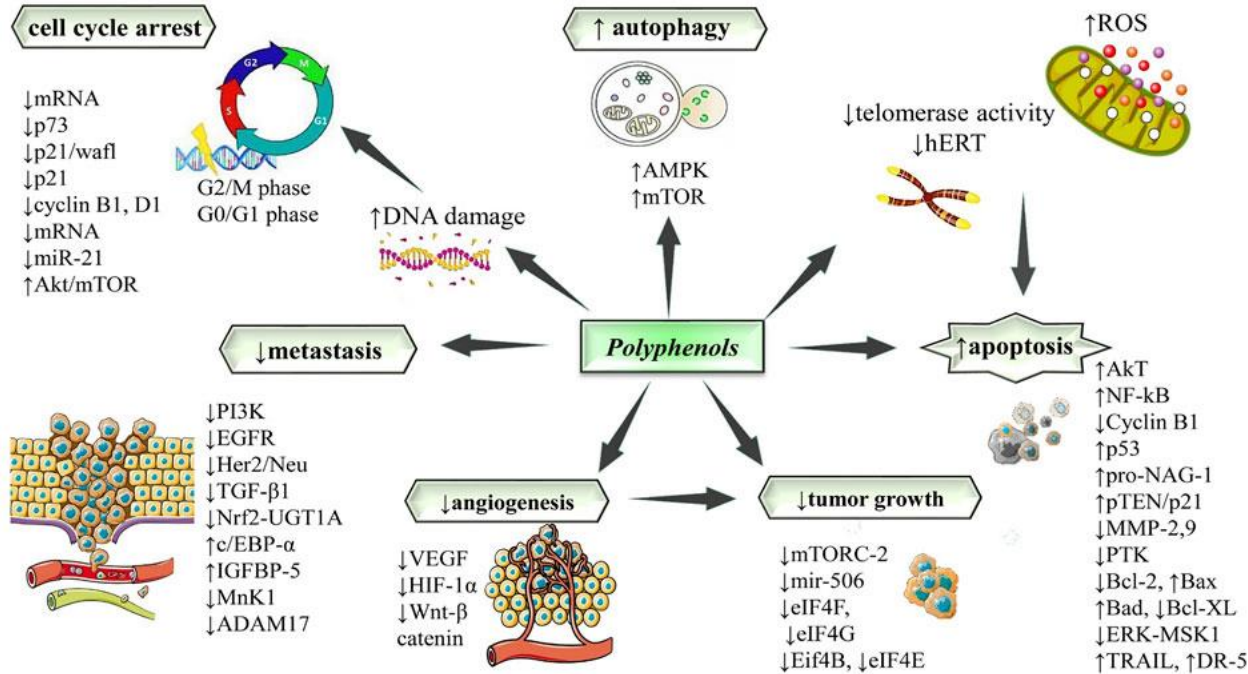 cell cycle arrest
↓mRNA
↓p73
↓p21/wafl
↓p21
↓cyclin B1, D1
↓mRNA
↓miR-21
↑Akt/mTOR
G2
M
S
G1
G2/M phase
G0/G1 phase
↑DNA damage
↑ autophagy
↑AMPK
↑mTOR
↑ROS
↓telomerase activity
↓hERT
Polyphenols
↓metastasis
↓PI3K
↓EGFR
↓Her2/Neu
↓TGF-β1
↓Nrf2-UGT1A
↑c/EBP-α
↑IGFBP-5
↓MnK1
↓ADAM17
↓angiogenesis
↓VEGF
↓HIF-1α
↓Wnt-β
catenin
↓tumor growth
↓mTORC-2
↓mir-506
↓eIF4F,
↓eIF4G
↓Eif4B, ↓eIF4E
↑apoptosis
↑AkT
↑NF-kB
↓Cyclin B1
↑p53
↑pro-NAG-1
↑pTEN/p21
↓MMP-2,9
↓PTK
↓Bcl-2, ↑Bax
↑Bad, ↓Bcl-XL
↓ERK-MSK1
↑TRAIL, ↑DR-5